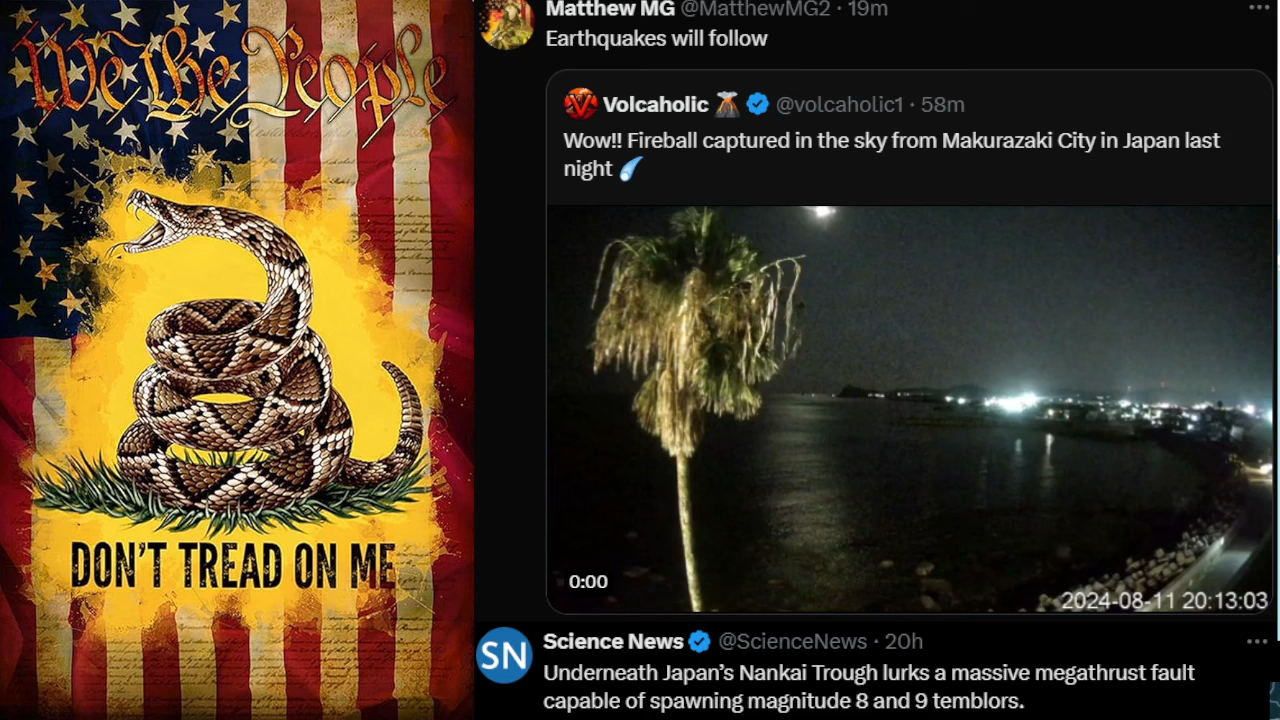 We the People
DON'T TREAD ON ME
Matthew MG @MatthewMG2 · 19m
Earthquakes will follow
Volcaholic 🌋 @volcaholic1 · 58m
Wow!! Fireball captured in the sky from Makurazaki City in Japan last
night ☄️
0:00
2024-08-11 20:13:03
SN
Science News @ScienceNews · 20h
Underneath Japan's Nankai Trough lurks a massive megathrust fault
capable of spawning magnitude 8 and 9 temblors.